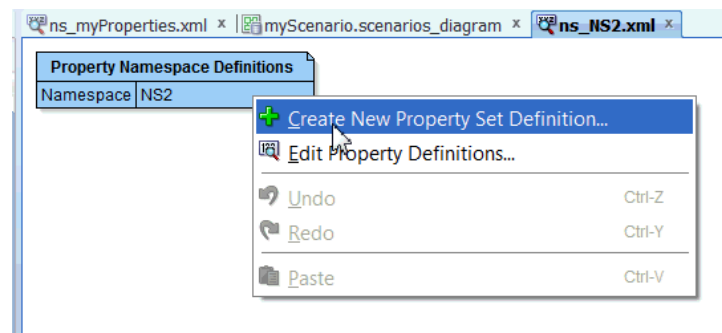 ns_myProperties.xml x myScenario.scenarios_diagram x ns_NS2.xml x
Property Namespace Definitions
Namespace NS2
Create New Property Set Definition...
Edit Property Definitions...
Undo Ctrl-Z
Redo Ctrl-Y
Paste Ctrl-V